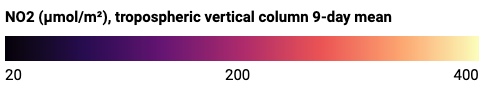 NO2 (μmol/m²), tropospheric vertical column 9-day mean
20 200 400